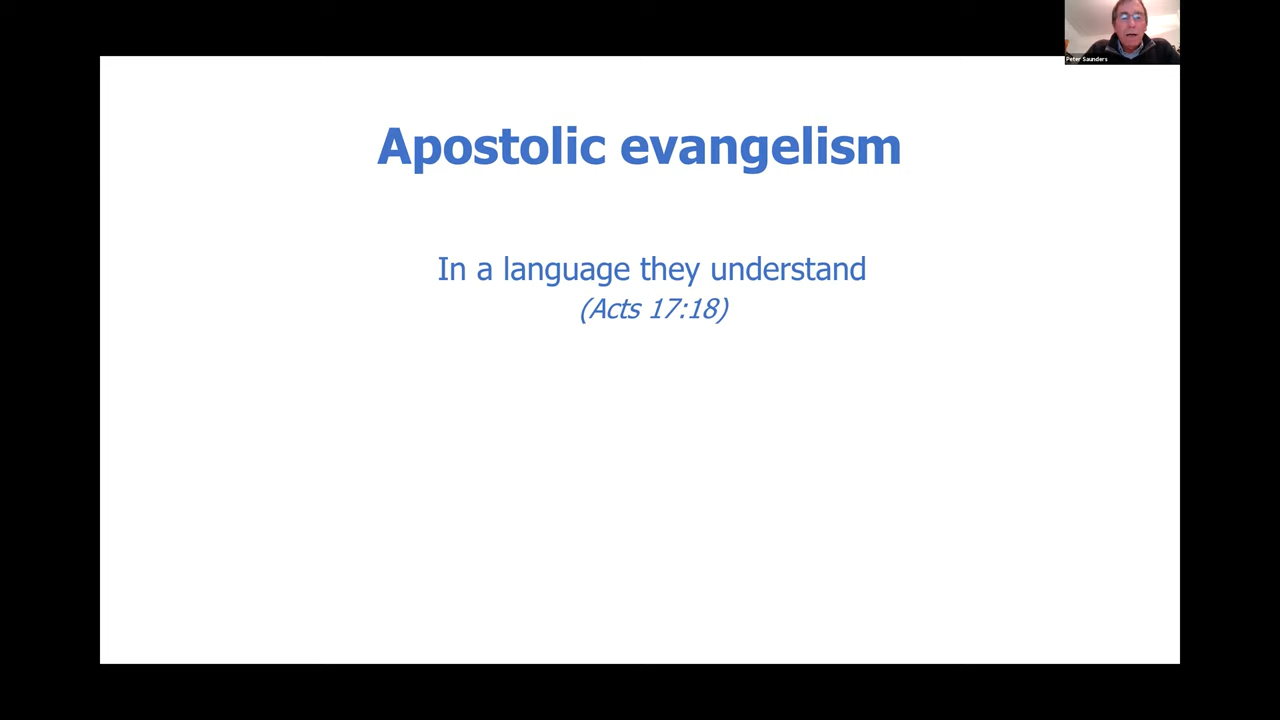 Peter Saunders
Apostolic evangelism
In a language they understand
(Acts 17:18)